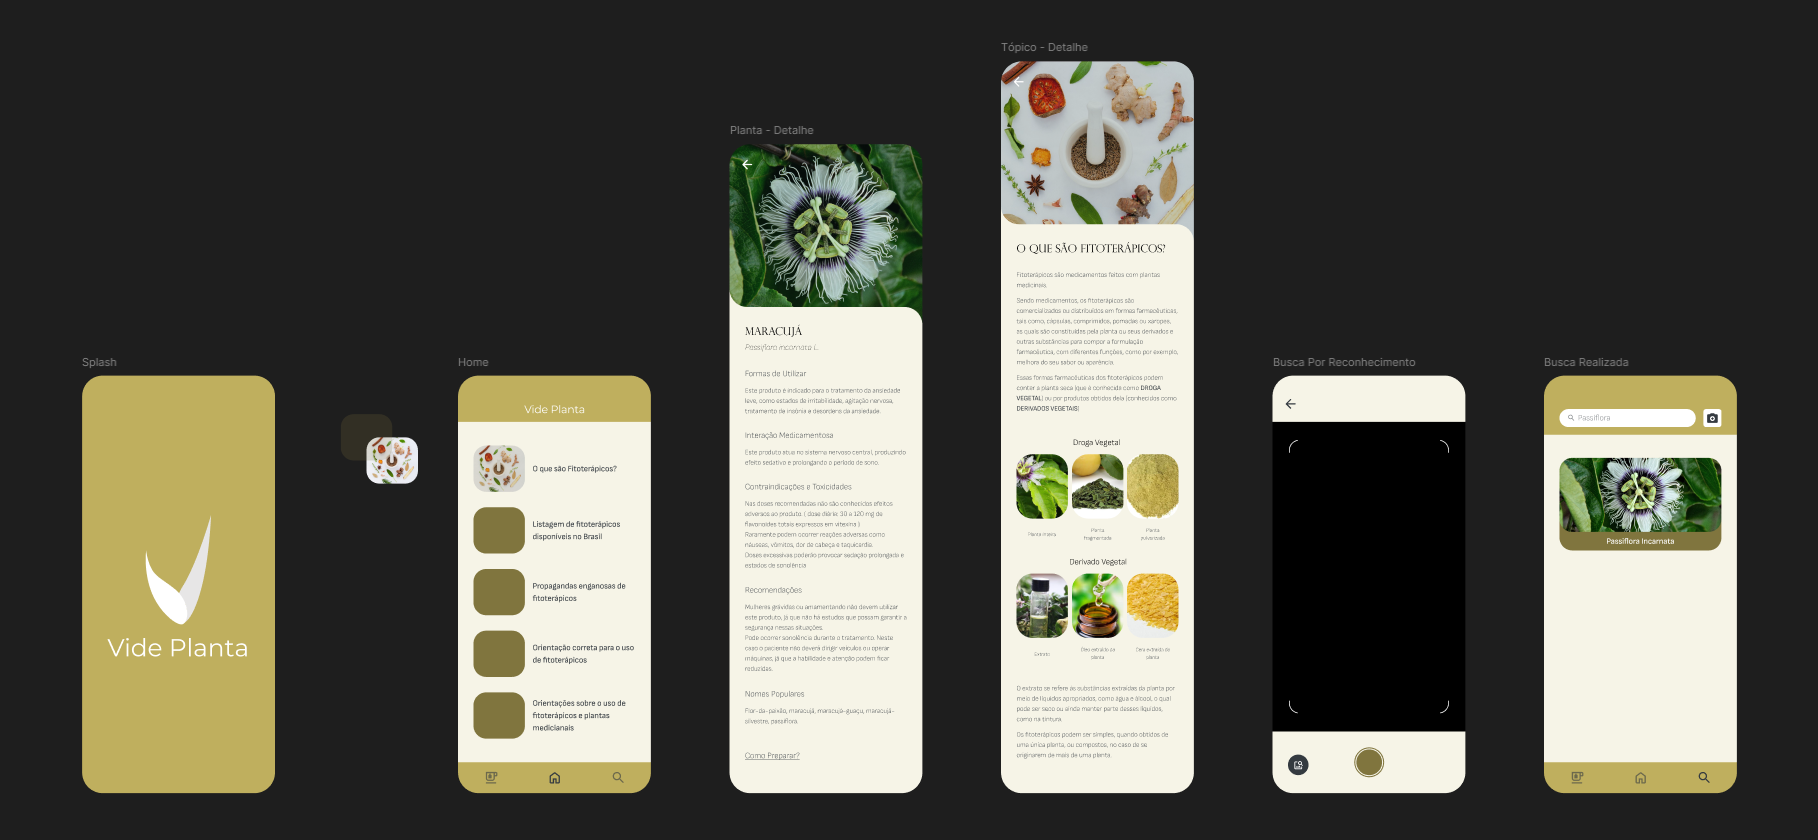 Splash
Vide Planta
Home
Vide Planta
O que são Fitoterápicos?
Listagem de fitoterápicos
disponíveis no Brasil
Propagandas enganosas de
fitoterápicos
Orientação correta para o uso
de fitoterápicos
Orientações sobre o uso de
fitoterápicos e plantas
medicianais
Planta - Detalhe
MARACUJÁ
Passiflora incarnata L.
Formas de Utilizar
Este produto é indicado para o tratamento da ansiedade
leve, como estados de irritabilidade, agitação nervosa,
tratamento de insônia e desordens da ansiedade.
Interação Medicamentosa
Este produto atua no sistema nervoso central, produzindo
efeito sedativo e prolongando o período de sono.
Contraindicações e Toxicidades
Nas doses recomendadas não são conhecidos efeitos
adversos ao produto. ( dose diária: 30 a 120 mg de
flavonoides totais expressos em vitexina )
Raramente podem ocorrer reações adversas como
náuseas, vômitos, dor de cabeça e taquicardia.
Doses excessivas poderão provocar sedação prolongada e
estados de sonolência
Recomendações
Mulheres grávidas ou amamentando não devem utilizar
este produto, já que não há estudos que possam garantir a
segurança nessas situações.
Pode ocorrer sonolência durante o tratamento. Neste
caso o paciente não deverá dirigir veículos ou operar
máquinas, já que a habilidade e atenção podem ficar
reduzidas.
Nomes Populares
Flor-da-paixão, maracujá, maracujá-guaçu, maracujá-
silvestre, passiflora.
Como Preparar?
Tópico - Detalhe
O QUE SÃO FITOTERÁPICOS?
Fitoterápicos são medicamentos feitos com plantas
medicinais.
Sendo medicamentos, os fitoterápicos são
comercializados ou distribuídos em formas farmacêuticas,
tais como, cápsulas, comprimidos, pomadas ou xaropes,
as quais são constituídas pela planta ou seus derivados e
outras substâncias para compor a formulação
farmacêutica, com diferentes funções, como por exemplo,
melhora do seu sabor ou aparência.
Essas formas farmacêuticas dos fitoterápicos podem
conter a planta seca (que é conhecida como DROGA
VEGETAL) ou por produtos obtidos dela (conhecidos como
DERIVADOS VEGETAIS)
Droga Vegetal
Planta inteira
Planta
fragmentada
Planta
pulverizada
Derivado Vegetal
Extrato
Óleo extraído da
planta
Cera extraída da
planta
O extrato se refere às substâncias extraídas da planta por
meio de líquidos apropriados, como água e álcool, o qual
pode ser seco ou ainda manter parte desses líquidos,
como na tintura.
Os fitoterápicos podem ser simples, quando obtidos de
uma única planta, ou compostos, no caso de se
originarem de mais de uma planta.
Busca Por Reconhecimento
Busca Realizada
Passiflora
Passiflora Incarnata